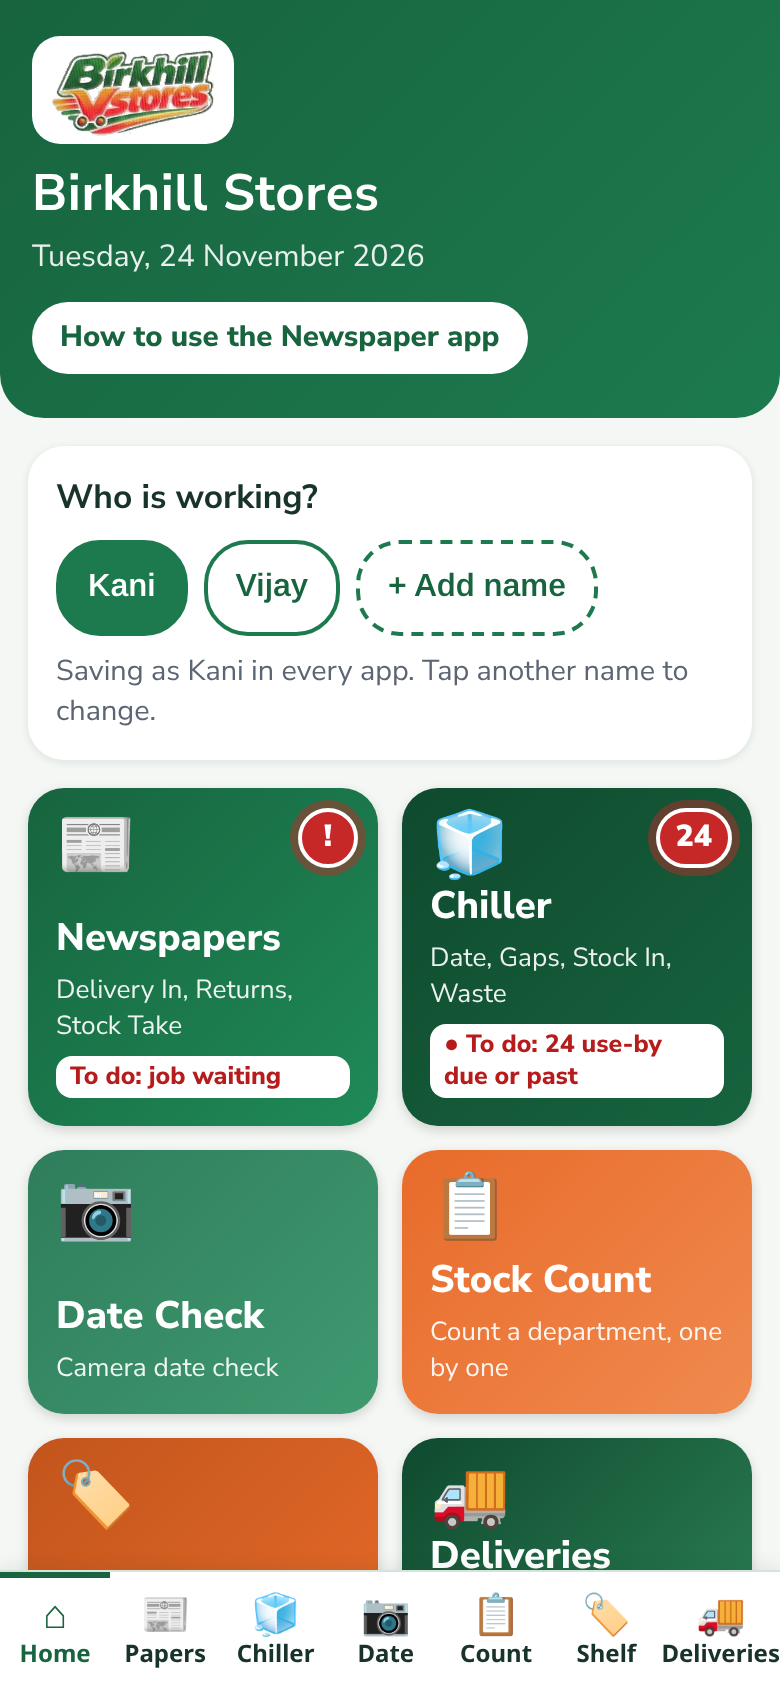 Birkhill
Vstores
Birkhill Stores
Tuesday, 24 November 2026
How to use the Newspaper app
Who is working?
Kani
Vijay
+ Add name
Saving as Kani in every app. Tap another name to
change.
!
Newspapers
Delivery In, Returns,
Stock Take
To do: job waiting
24
Chiller
Date, Gaps, Stock In,
Waste
● To do: 24 use-by
due or past
Date Check
Camera date check
Stock Count
Count a department, one
by one
Deliveries
Home
Papers
Chiller
Date
Count
Shelf
Deliveries